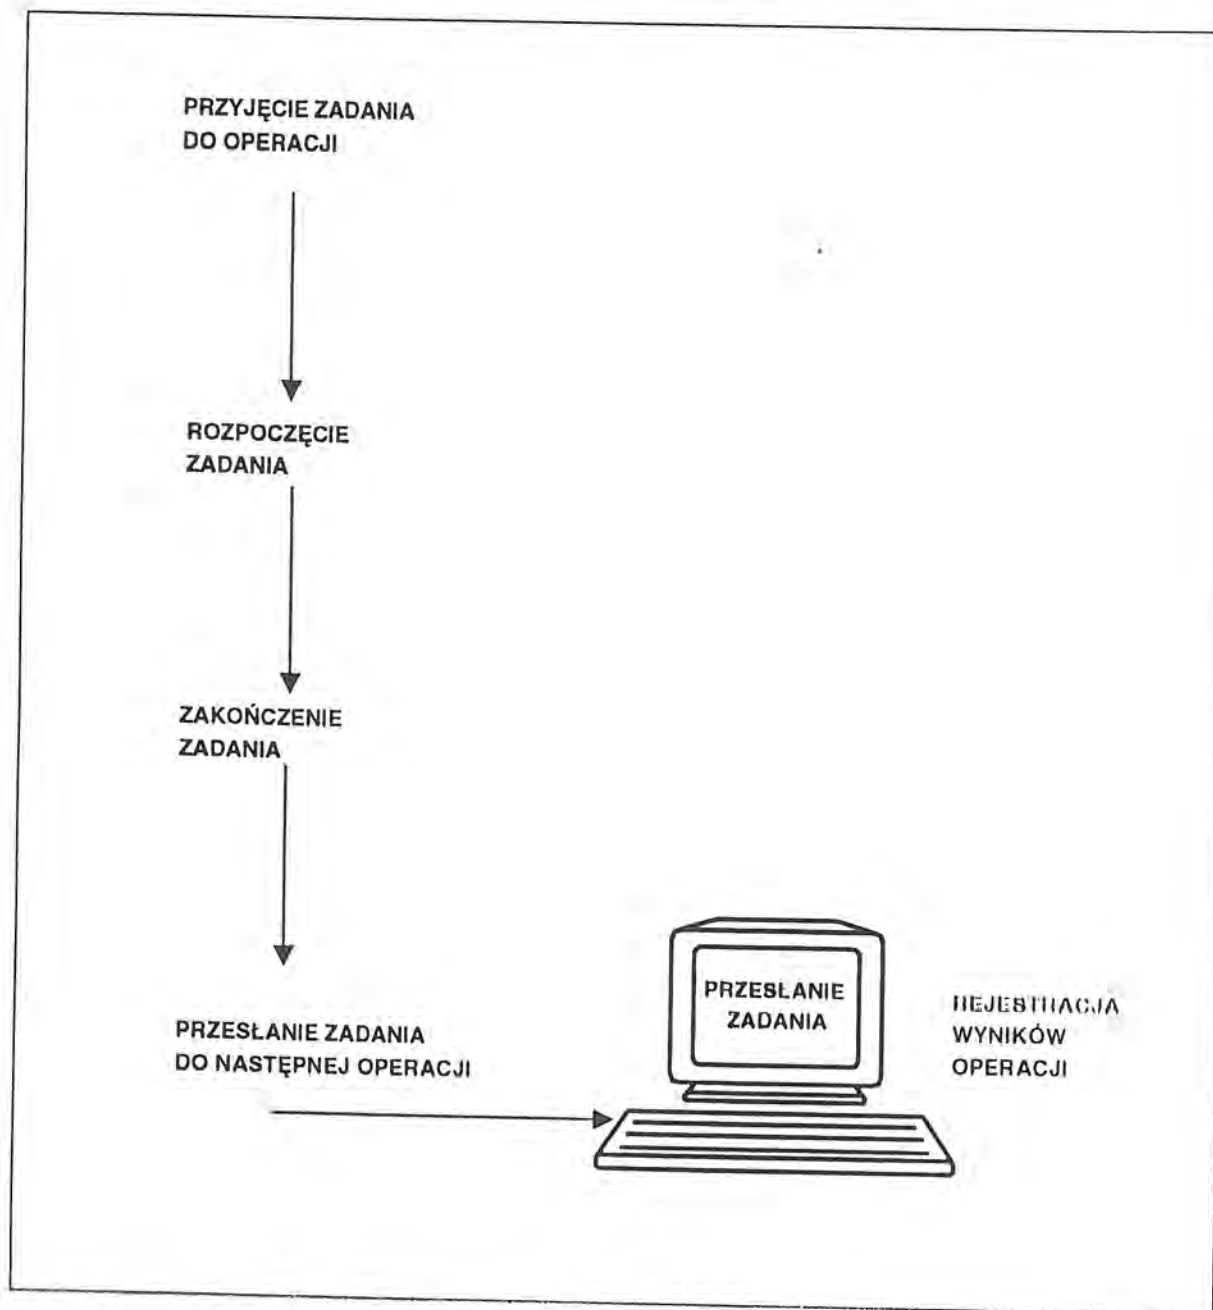 PRZYJĘCIE ZADANIA
DO OPERACJI
ROZPOCZĘCIE
ZADANIA
ZAKOŃCZENIE
ZADANIA
PRZESŁANIE ZADANIA
DO NASTĘPNEJ OPERACJI
PRZESŁANIE
ZADANIA
REJESTRACJA
WYNIKÓW
OPERACJI